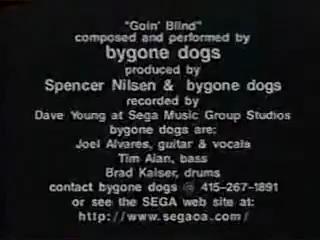 "Goin' Blind"
composed and performed by
bygone dogs
produced by
Spencer Nilsen & bygone dogs
recorded by
Dave Young at Sega Music Group Studios
bygone dogs are:
Joel Alvares, guitar & vocals
Tim Alan, bass
Brad Kaiser, drums
contact bygone dogs @ 415-267-1891
or see the SEGA web site at:
http://www.segaoa.com/